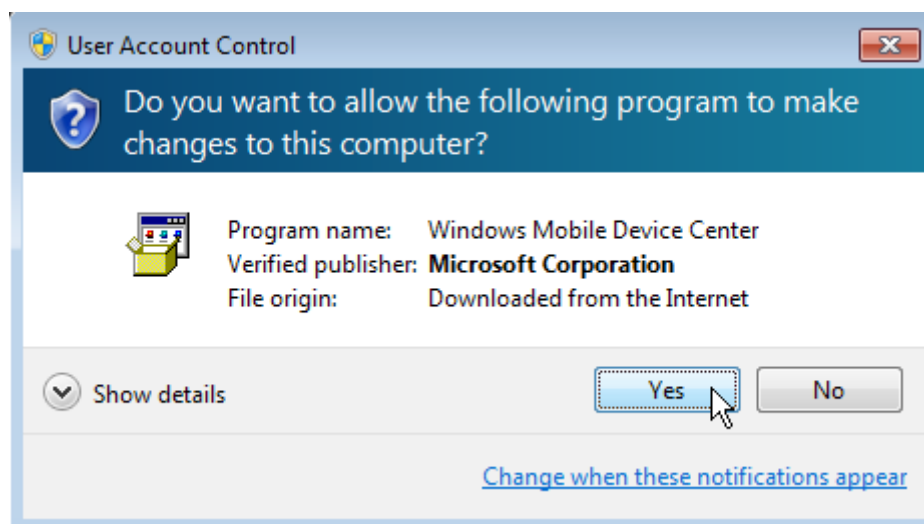 User Account Control
Do you want to allow the following program to make
changes to this computer?
Program name: Windows Mobile Device Center
Verified publisher: Microsoft Corporation
File origin: Downloaded from the Internet
Show details
Yes
No
Change when these notifications appear